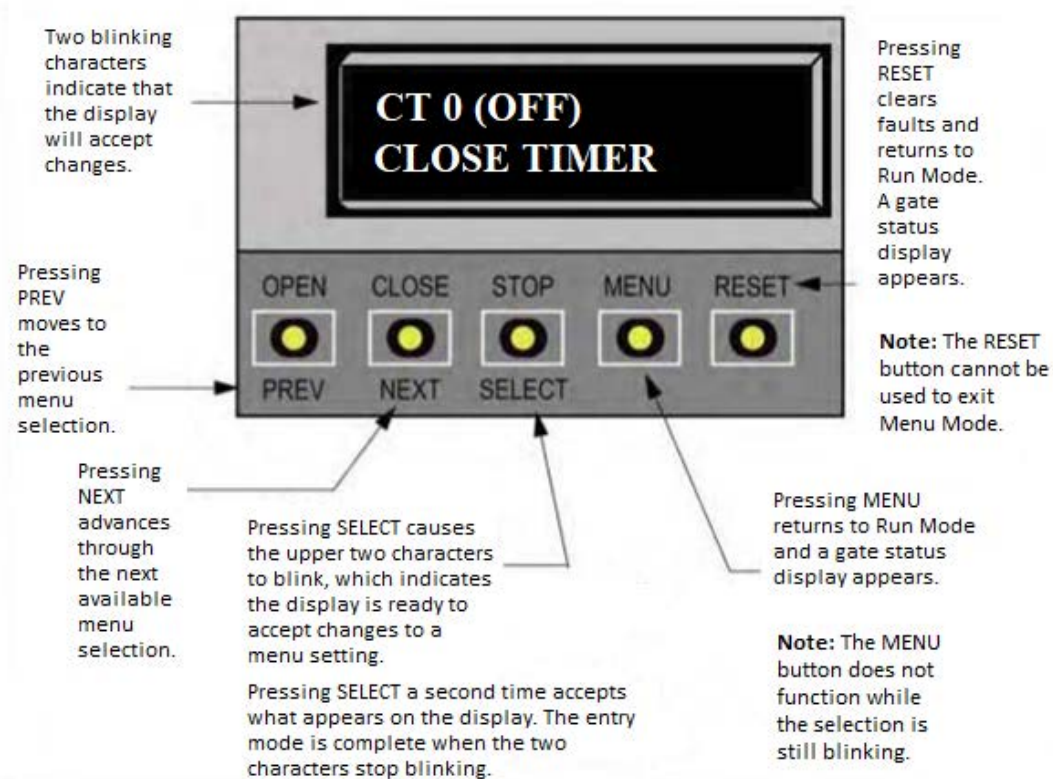 Two blinking
characters
indicate that
the display
will accept
changes.
CT 0 (OFF)
CLOSE TIMER
Pressing
RESET
clears
faults and
returns to
Run Mode.
A gate
status
display
appears.
Note: The RESET
button cannot be
used to exit
Menu Mode.
OPEN CLOSE STOP MENU RESET
PREV NEXT SELECT
Pressing
PREV
moves to
the
previous
menu
selection.
Pressing
NEXT
advances
through
the next
available
menu
selection.
Pressing SELECT causes
the upper two characters
to blink, which indicates
the display is ready to
accept changes to a
menu setting.
Pressing SELECT a second time accepts
what appears on the display. The entry
mode is complete when the two
characters stop blinking.
Pressing MENU
returns to Run Mode
and a gate status
display appears.
Note: The MENU
button does not
function while
the selection is
still blinking.